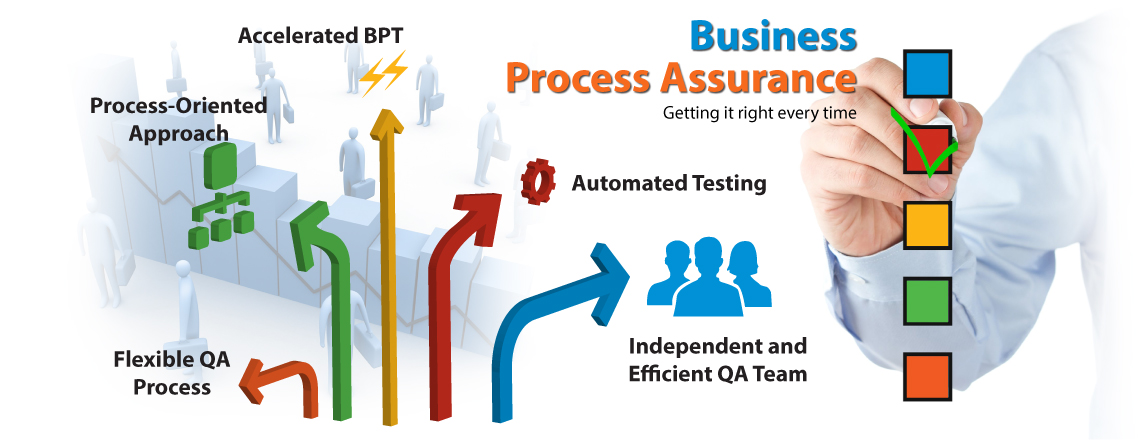 Accelerated BPT
Business
Process Assurance
Getting it right every time
Process-Oriented
Approach
Automated Testing
Independent and
Efficient QA Team
Flexible QA
Process